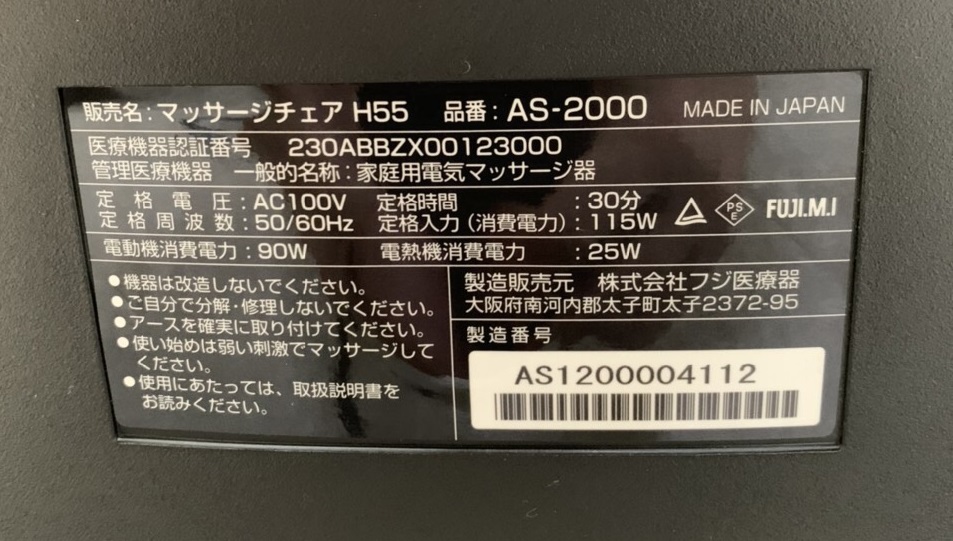 販売名:マッサージチェア H55 品番:AS-2000 MADE IN JAPAN
医療機器認証番号 230ABBZX00123000
管理医療機器 一般的名称:家庭用電気マッサージ器
定格電圧:AC100V 定格時間:30分
定格周波数:50/60Hz 定格入力(消費電力):115W PSE FUJI.M.I
電動機消費電力:90W 電熱機消費電力:25W
●機器は改造しないでください。
●ご自分で分解・修理しないでください。
●アースを確実に取り付けてください。
●使い始めは弱い刺激でマッサージして
ください。
●使用にあたっては、取扱説明書を
お読みください。
製造販売元 株式会社フジ医療器
大阪府南河内郡太子町太子2372-95
製造番号
AS1200004112